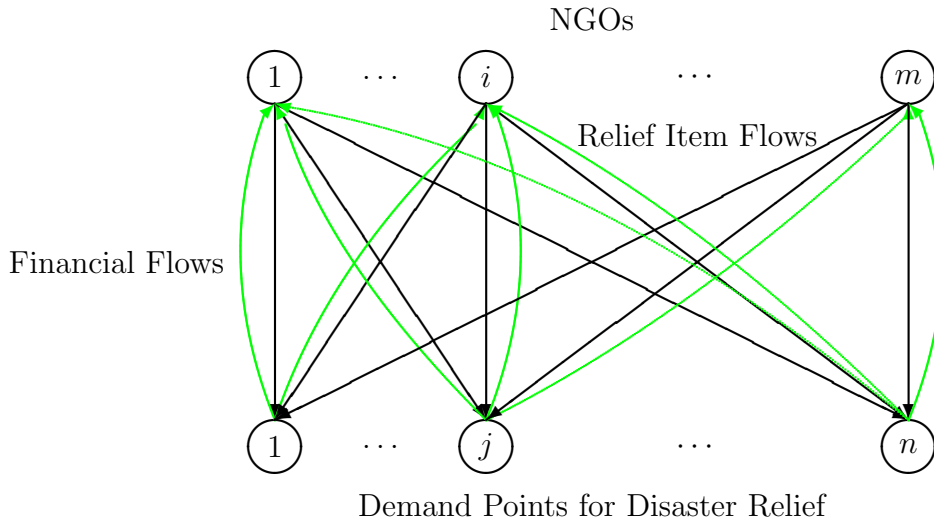 NGOs
1 ··· i ··· m
Relief Item Flows
Financial Flows
1 ··· j ··· n
Demand Points for Disaster Relief